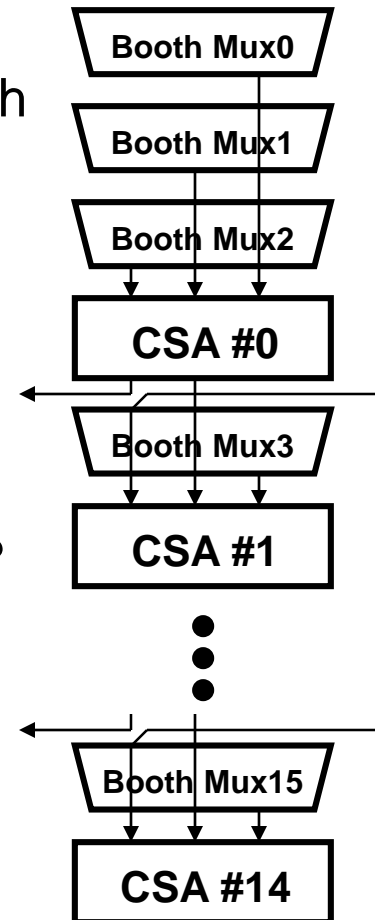 Booth Mux0
h
Booth Mux1
Booth Mux2
CSA #0
Booth Mux3
CSA #1
Booth Mux15
CSA #14